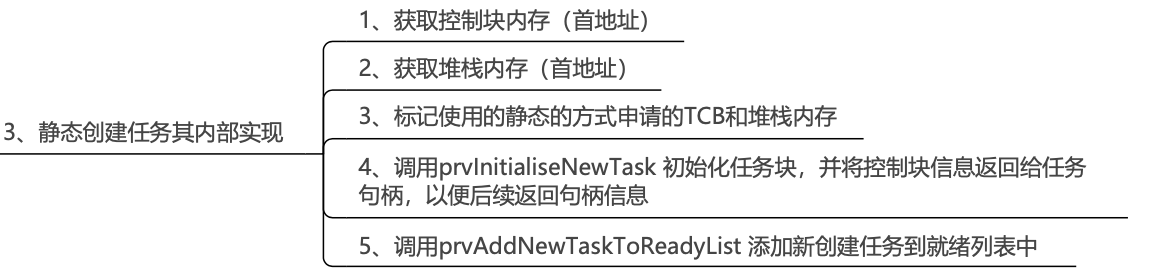 1、获取控制块内存（首地址）
2、获取堆栈内存（首地址）
3、静态创建任务其内部实现
3、标记使用的静态的方式申请的TCB和堆栈内存
4、调用prvInitialiseNewTask 初始化任务块，并将控制块信息返回给任务
句柄，以便后续返回句柄信息
5、调用prvAddNewTaskToReadyList 添加新创建任务到就绪列表中